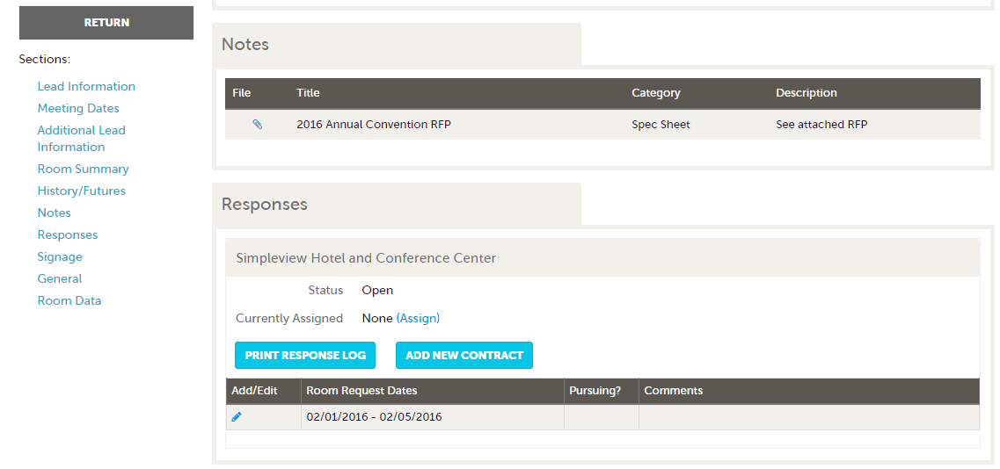 RETURN
Sections:
Lead Information
Meeting Dates
Additional Lead
Information
Room Summary
History/Futures
Notes
Responses
Signage
General
Room Data
Notes
File Title Category Description
2016 Annual Convention RFP Spec Sheet See attached RFP
Responses
Simpleview Hotel and Conference Center
Status Open
Currently Assigned None (Assign)
PRINT RESPONSE LOG ADD NEW CONTRACT
Add/Edit Room Request Dates Pursuing? Comments
02/01/2016 - 02/05/2016